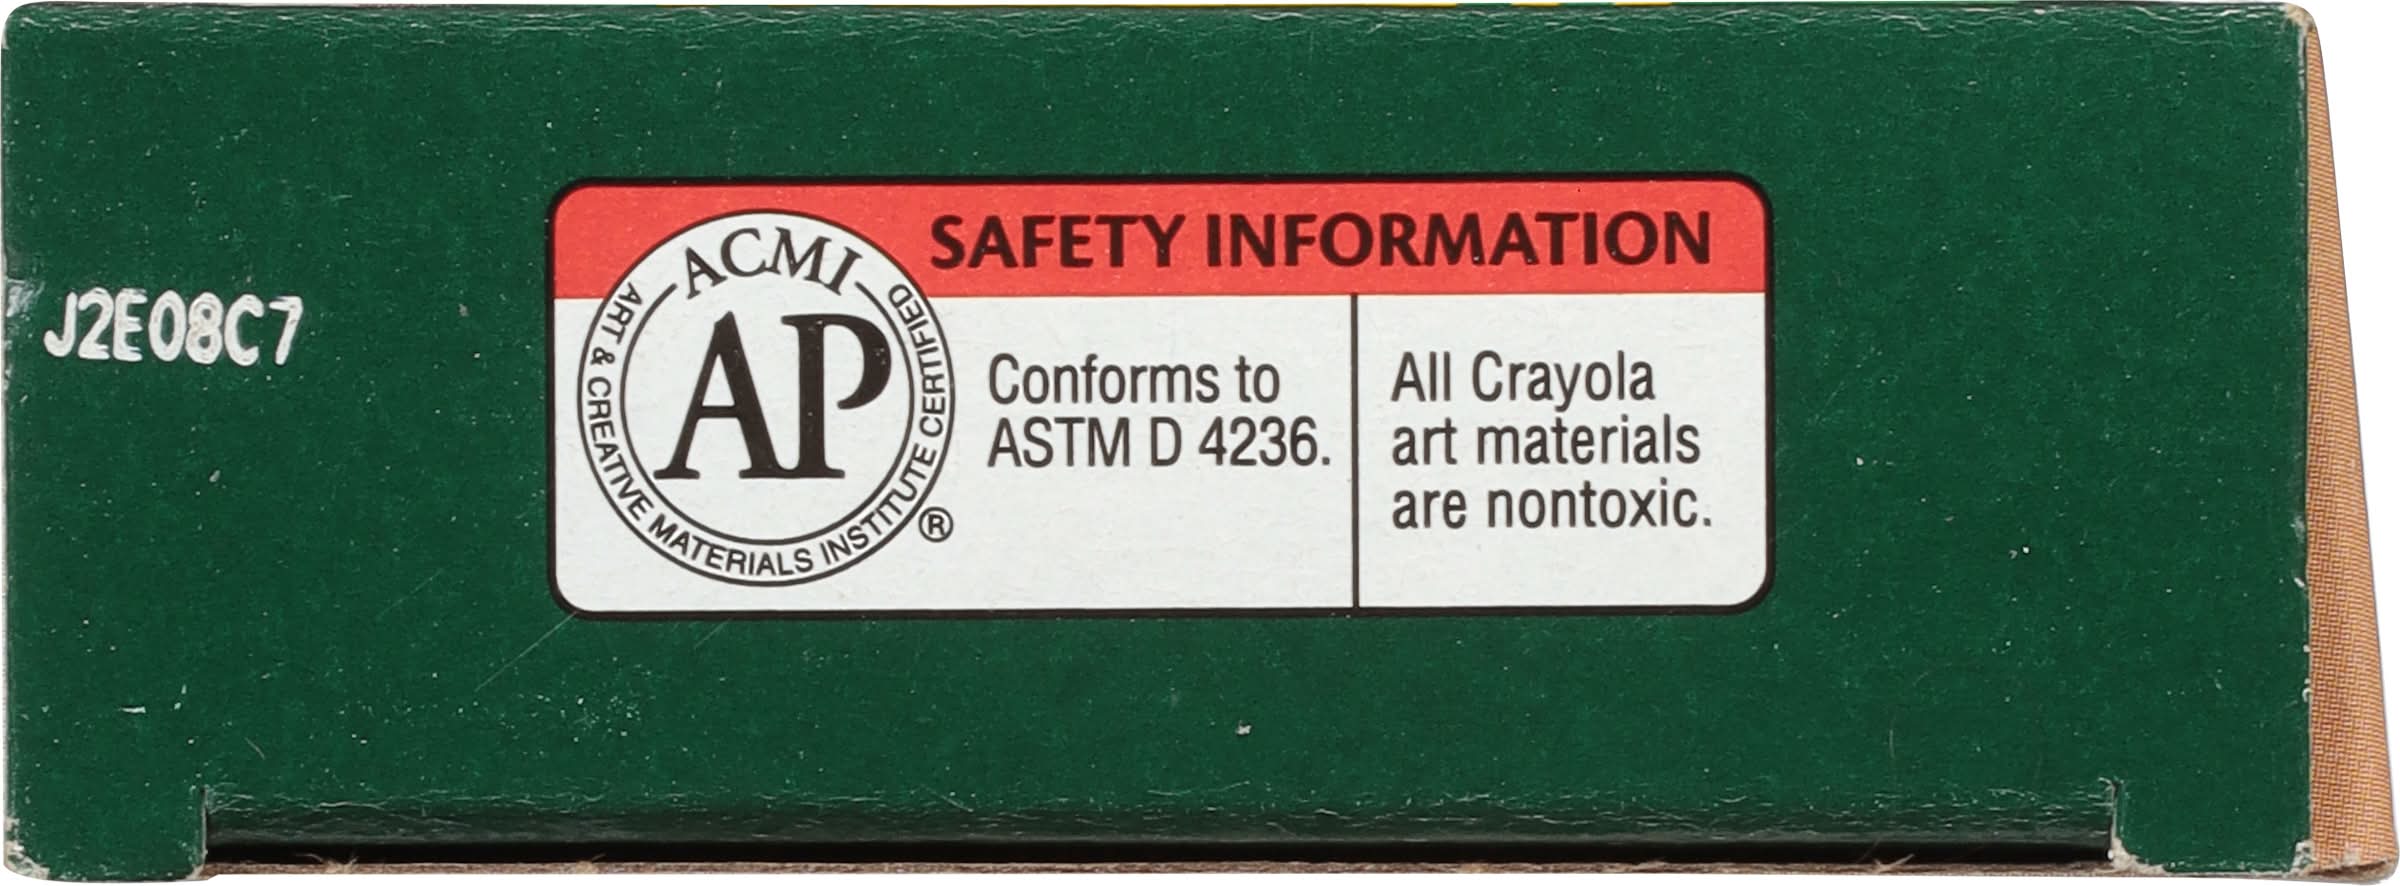 J2E08C7
SAFETY INFORMATION
ACMI
AP
ART & CREATIVE MATERIALS INSTITUTE CERTIFIED
®
Conforms to
ASTM D 4236.
All Crayola
art materials
are nontoxic.